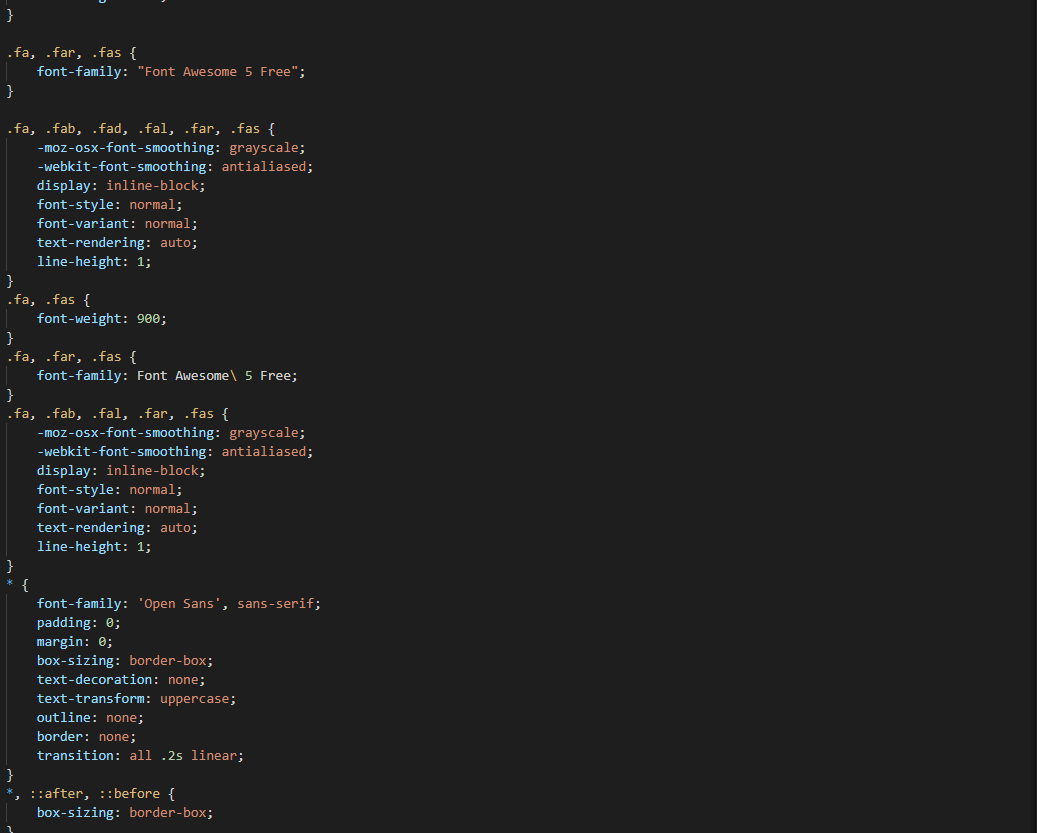 }
.fa, .far, .fas {
font-family: "Font Awesome 5 Free";
}
.fa, .fab, .fad, .fal, .far, .fas {
-moz-osx-font-smoothing: grayscale;
-webkit-font-smoothing: antialiased;
display: inline-block;
font-style: normal;
font-variant: normal;
text-rendering: auto;
line-height: 1;
}
.fa, .fas {
font-weight: 900;
}
.fa, .far, .fas {
font-family: Font Awesome\ 5 Free;
}
.fa, .fab, .fal, .far, .fas {
-moz-osx-font-smoothing: grayscale;
-webkit-font-smoothing: antialiased;
display: inline-block;
font-style: normal;
font-variant: normal;
text-rendering: auto;
line-height: 1;
}
* {
font-family: 'Open Sans', sans-serif;
padding: 0;
margin: 0;
box-sizing: border-box;
text-decoration: none;
text-transform: uppercase;
outline: none;
border: none;
transition: all .2s linear;
}
*, ::after, ::before {
box-sizing: border-box;
}